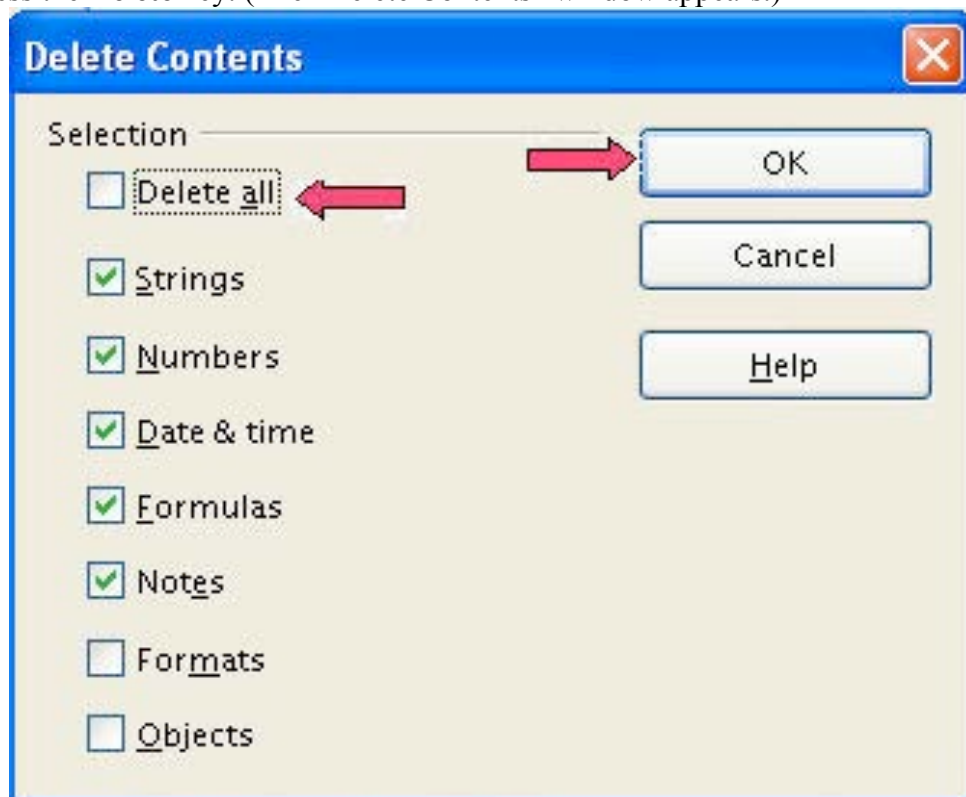 Delete Contents
Selection
Delete all
OK
Strings
Cancel
Numbers
Help
Date & time
Formulas
Notes
Formats
Objects